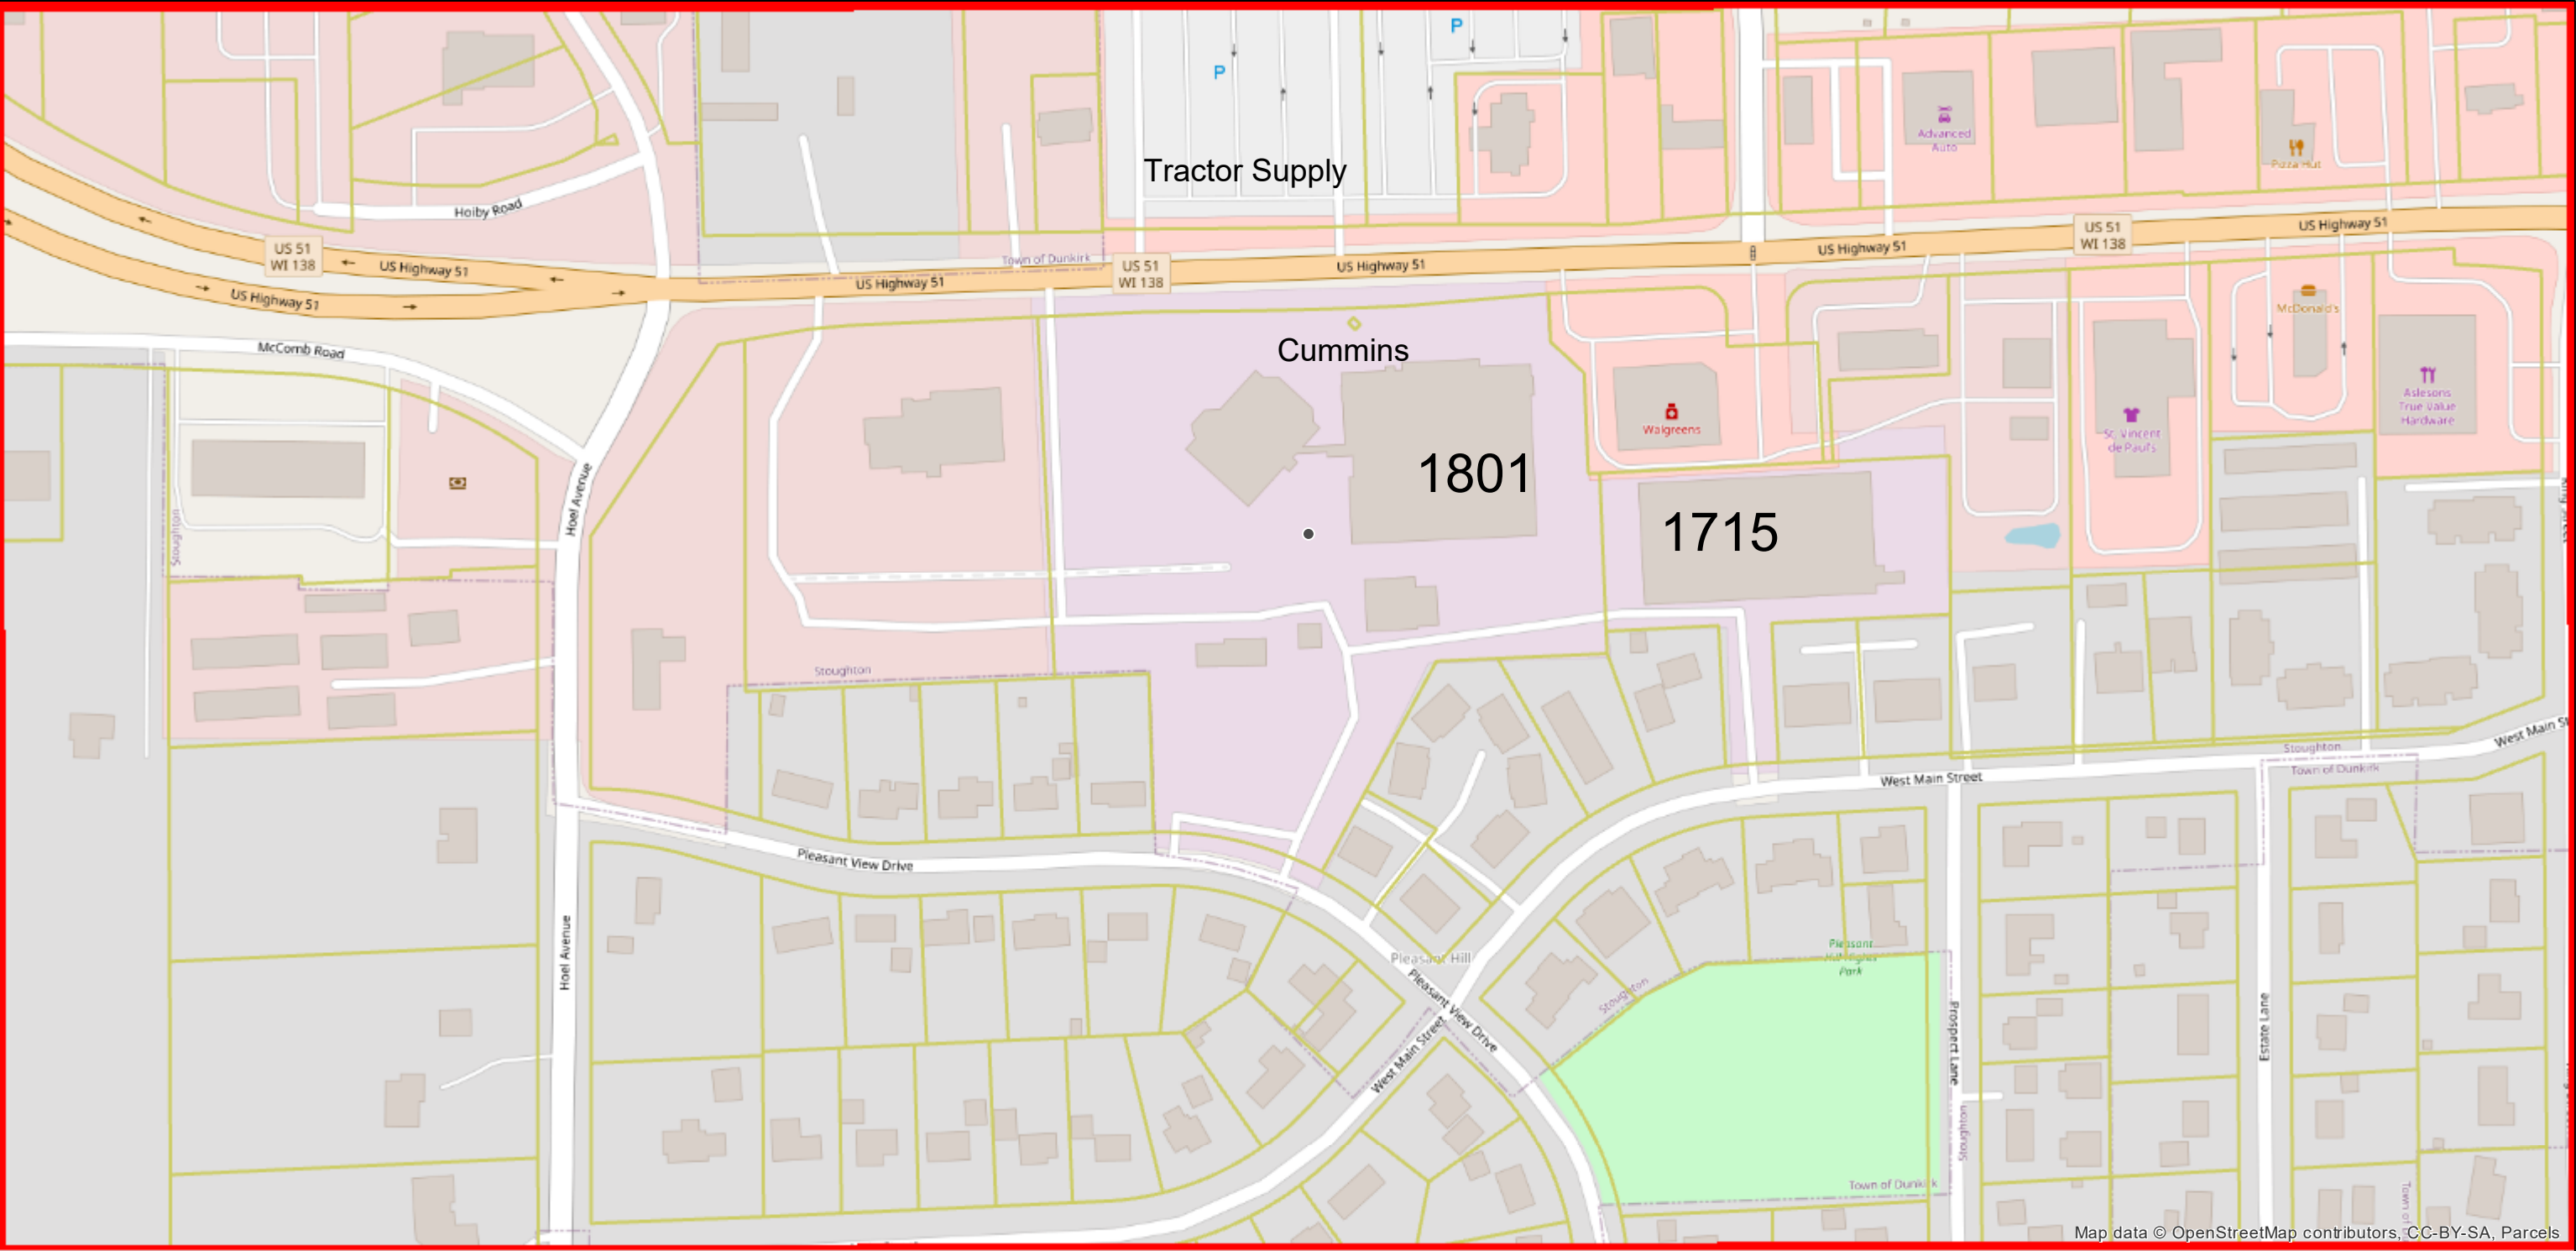 P
P
Tractor Supply
Advanced
Auto
Pizza Hut
Hoiby Road
US 51
WI 138
US Highway 51
US Highway 51
US Highway 51
Town of Dunkirk
US 51
WI 138
US Highway 51
US Highway 51
US 51
WI 138
US Highway 51
McComb Road
Cummins
McDonald's
Walgreens
St. Vincent
de Paul's
Aslesons
True Value
Hardware
1801
1715
Hoel Avenue
Stoughton
Stoughton
West Main Street
Stoughton
Town of Dunkirk
West Main St
Pleasant View Drive
Hoel Avenue
Pleasant Hill
Pleasant View Drive
West Main Street
Stoughton
Pleasant
Park
Prospect Lane
Stoughton
Estate Lane
Town of Dunkirk
Map data © OpenStreetMap contributors, CC-BY-SA, Parcels